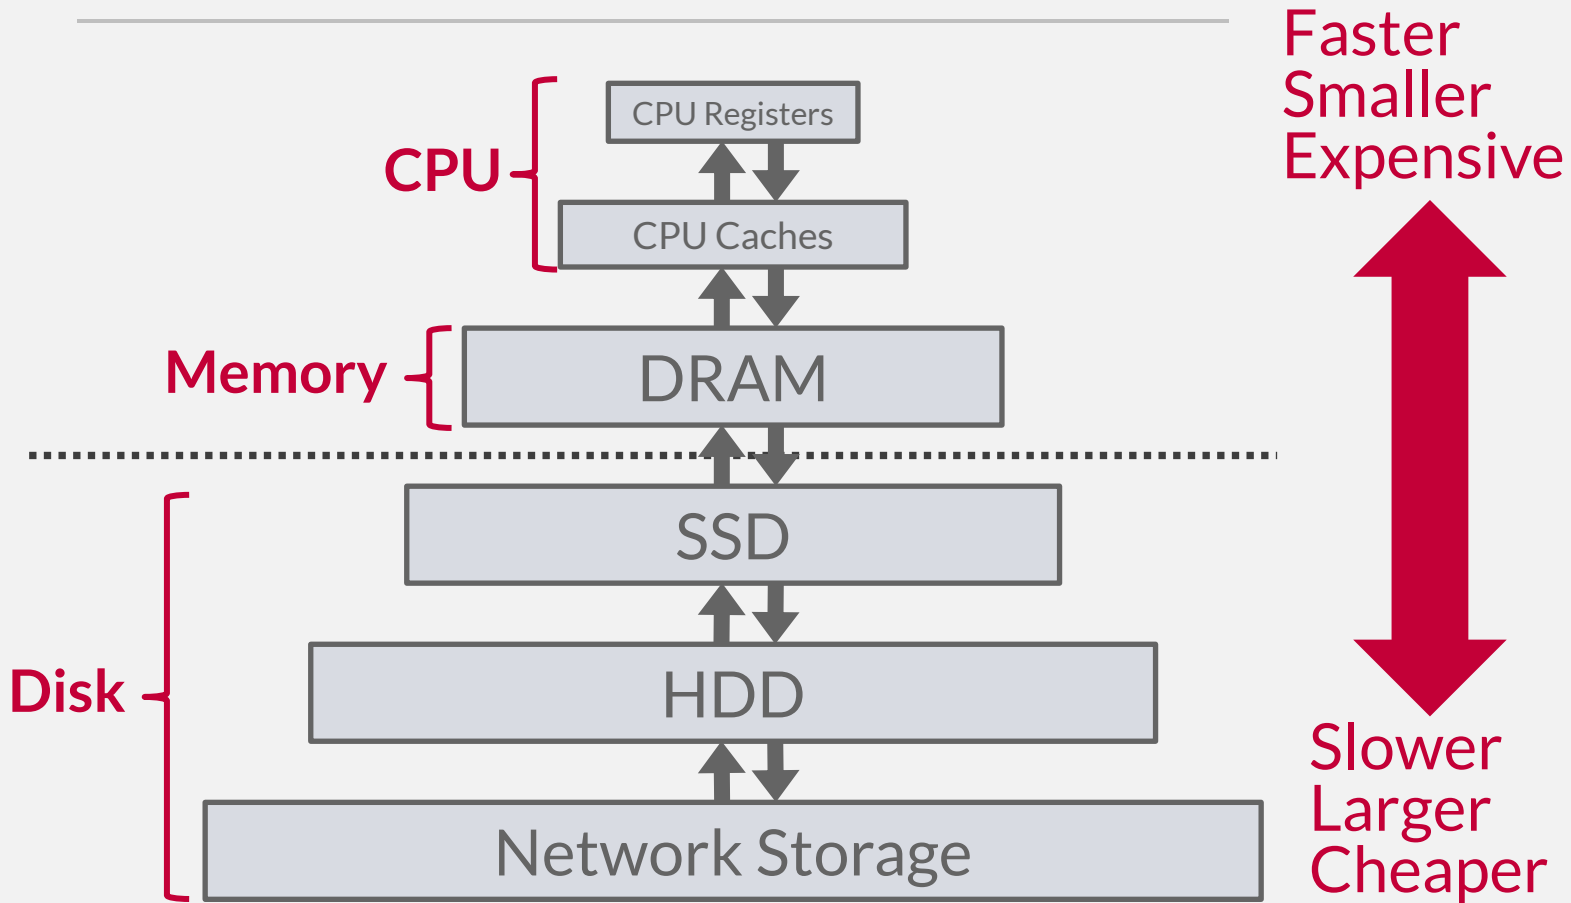 Faster
Smaller
Expensive
CPU Registers
CPU
CPU Caches
Memory
DRAM
SSD
Disk
HDD
Network Storage
Slower
Larger
Cheaper